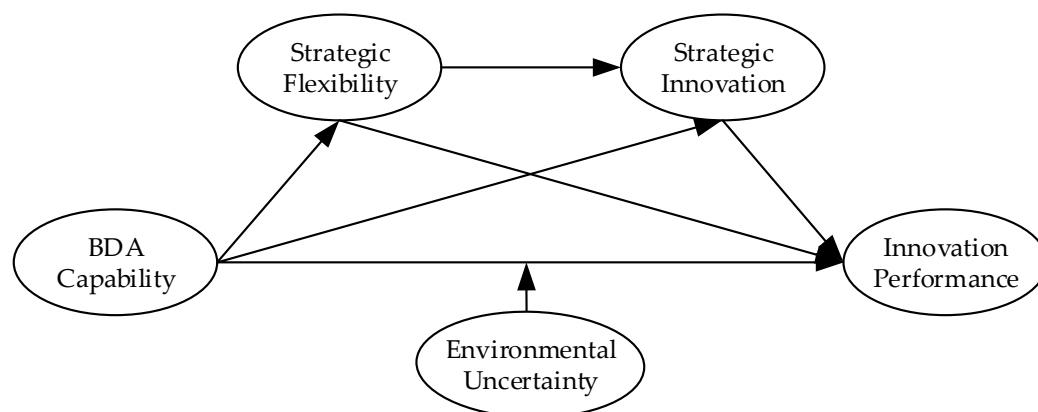 Strategic
Flexibility
Strategic
Innovation
BDA
Capability
Innovation
Performance
Environmental
Uncertainty